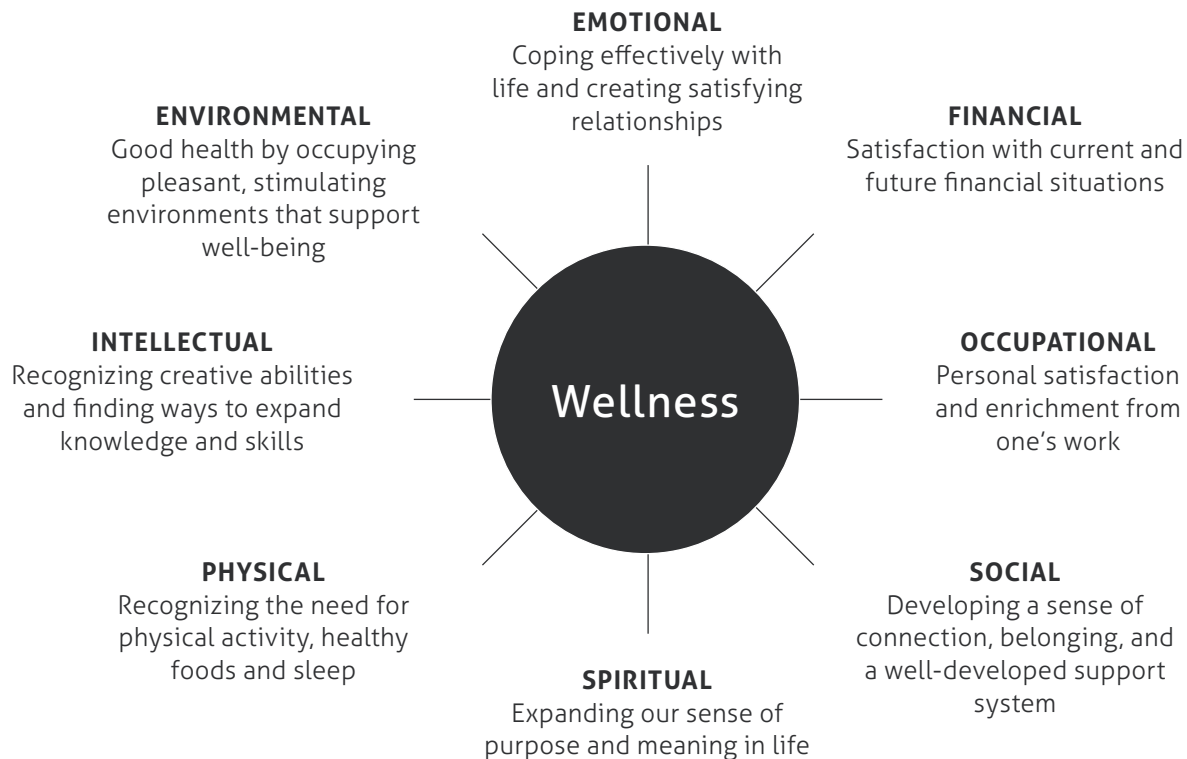 EMOTIONAL
Coping effectively with
life and creating satisfying
relationships
FINANCIAL
Satisfaction with current and
future financial situations
OCCUPATIONAL
Personal satisfaction
and enrichment from
one’s work
SOCIAL
Developing a sense of
connection, belonging, and
a well-developed support
system
SPIRITUAL
Expanding our sense of
purpose and meaning in life
PHYSICAL
Recognizing the need for
physical activity, healthy
foods and sleep
INTELLECTUAL
Recognizing creative abilities
and finding ways to expand
knowledge and skills
ENVIRONMENTAL
Good health by occupying
pleasant, stimulating
environments that support
well-being
Wellness